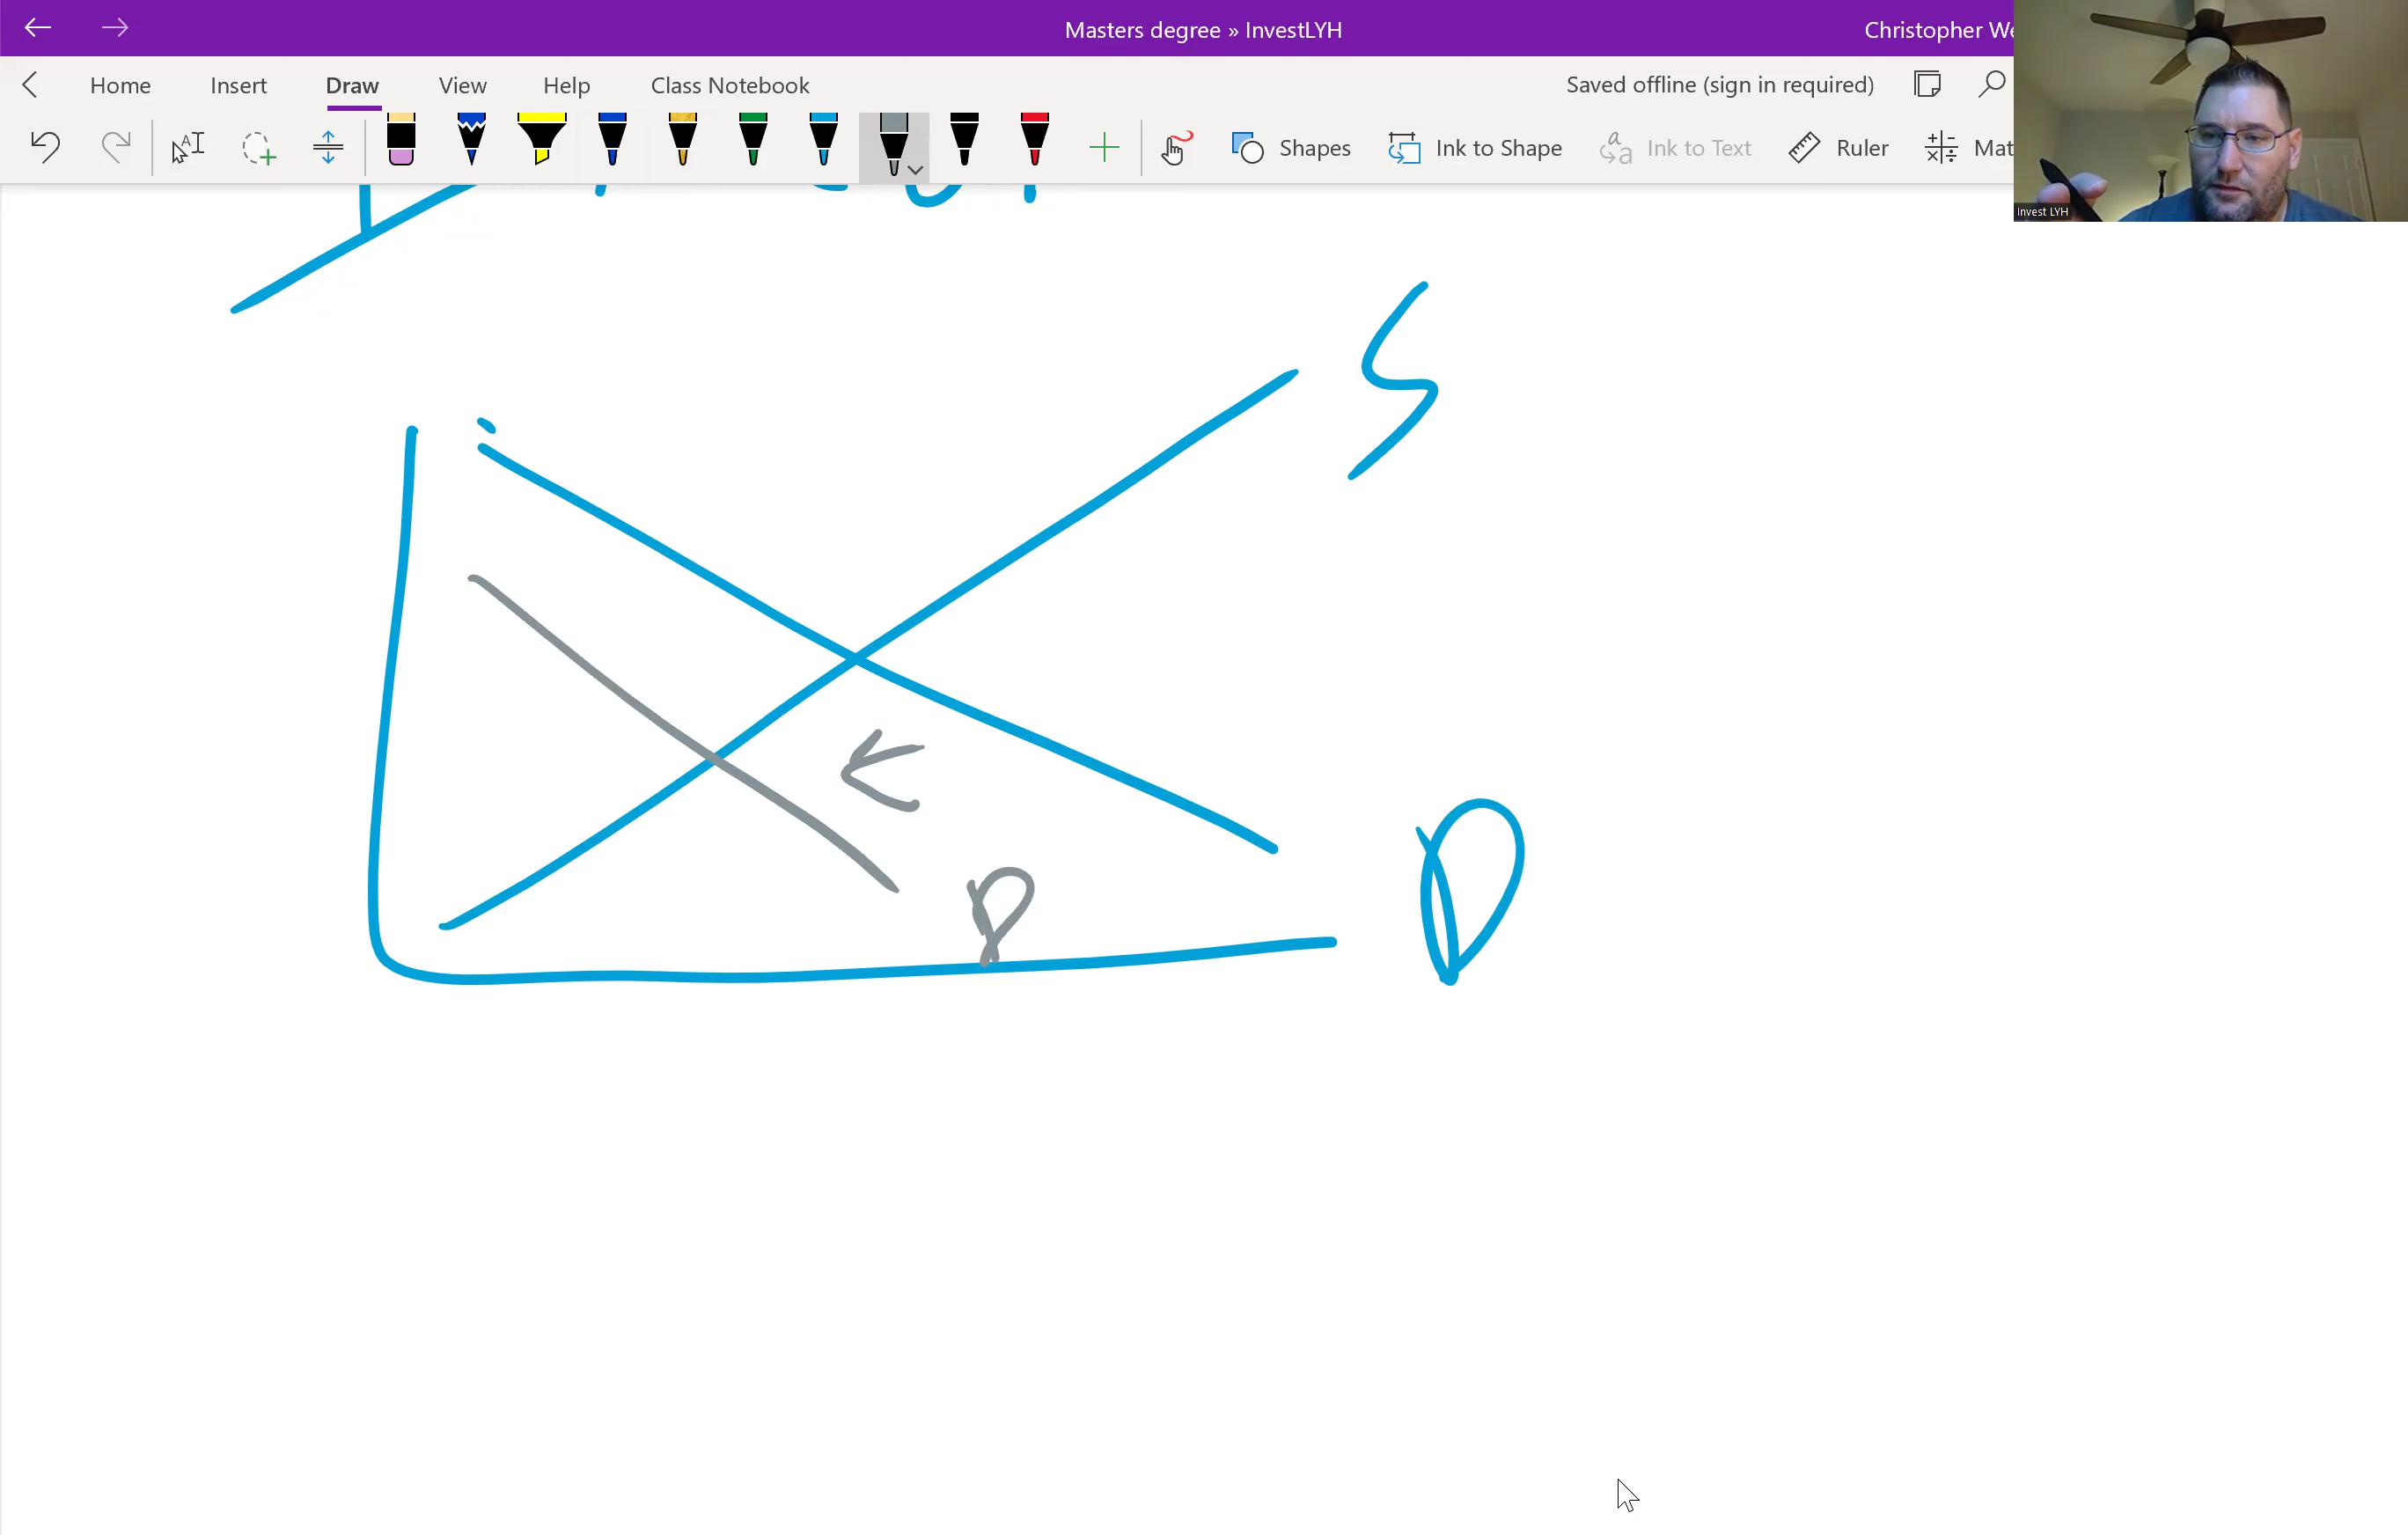 Masters degree » InvestLYH
Christopher We
Home Insert Draw View Help Class Notebook
Saved offline (sign in required)
Shapes Ink to Shape Ink to Text Ruler Mat
Invest LYH
S
D
D